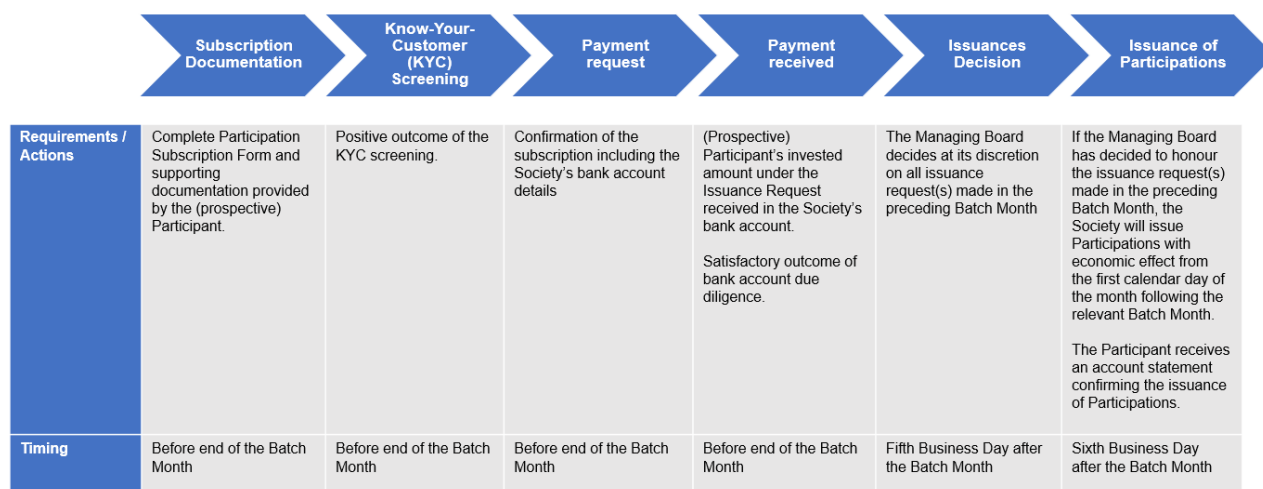 Subscription
Documentation
Know-Your-
Customer
(KYC)
Screening
Payment
request
Payment
received
Issuances
Decision
Issuance of
Participations
Requirements /
Actions
Complete Participation
Subscription Form and
supporting
documentation provided
by the (prospective)
Participant.
Positive outcome of the
KYC screening.
Confirmation of the
subscription including the
Society's bank account
details
(Prospective)
Participant's invested
amount under the
Issuance Request
received in the Society's
bank account.
Satisfactory outcome of
bank account due
diligence.
The Managing Board
decides at its discretion
on all issuance
request(s) made in the
preceding Batch Month
If the Managing Board
has decided to honour
the issuance request(s)
made in the preceding
Batch Month, the
Society will issue
Participations with
economic effect from
the first calendar day of
the month following the
relevant Batch Month.
The Participant receives
an account statement
confirming the issuance
of Participations.
Timing
Before end of the Batch
Month
Before end of the Batch
Month
Before end of the Batch
Month
Before end of the Batch
Month
Fifth Business Day after
the Batch Month
Sixth Business Day
after the Batch Month